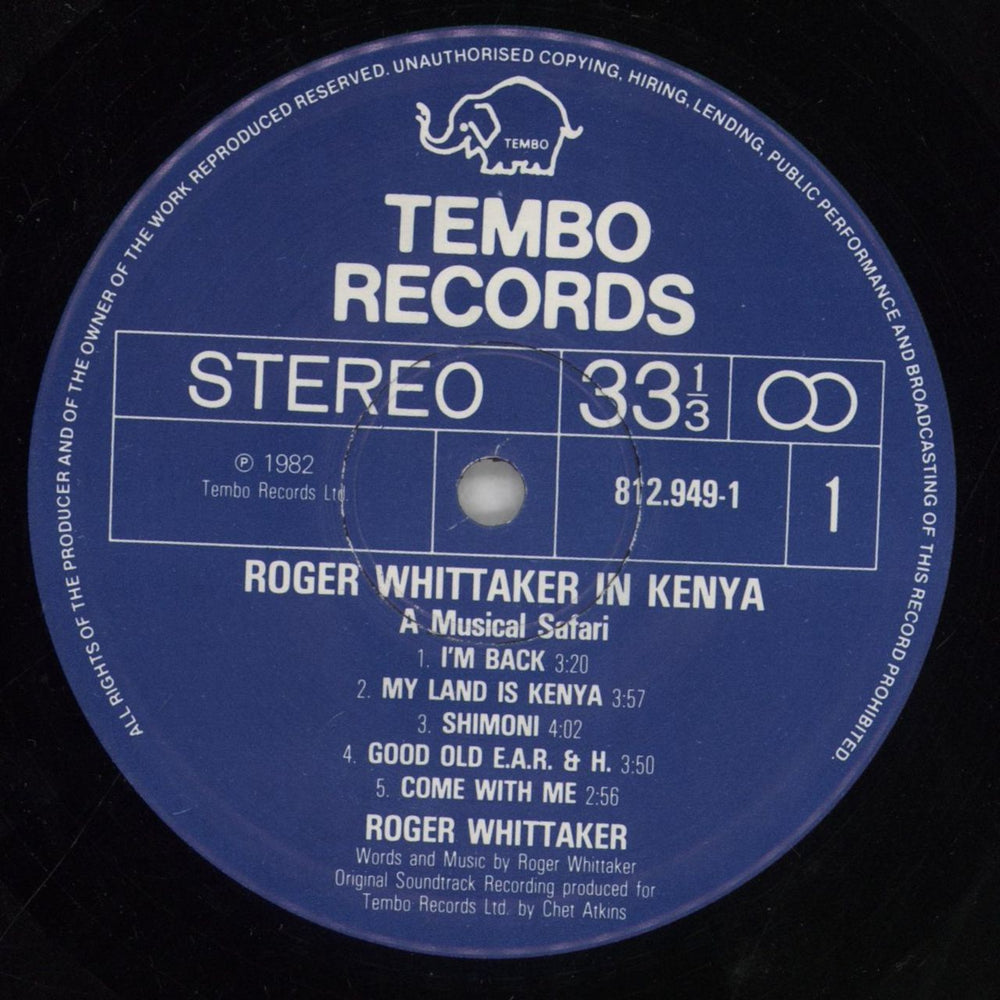 ALL RIGHTS OF THE PRODUCER AND OF THE OWNER OF THE WORK REPRODUCED RESERVED. UNAUTHORISED COPYING, HIRING, LENDING, PUBLIC PERFORMANCE AND BROADCASTING OF THIS RECORD PROHIBITED.
TEMBO
TEMBO
RECORDS
STEREO 33 1/3
℗ 1982
Tembo Records Ltd.
812.949-1 1
ROGER WHITTAKER IN KENYA
A Musical Safari
1. I'M BACK 3:20
2. MY LAND IS KENYA 3:57
3. SHIMONI 4:02
4. GOOD OLD E.A.R. & H. 3:50
5. COME WITH ME 2:56
ROGER WHITTAKER
Words and Music by Roger Whittaker
Original Soundtrack Recording produced for
Tembo Records Ltd. by Chet Atkins